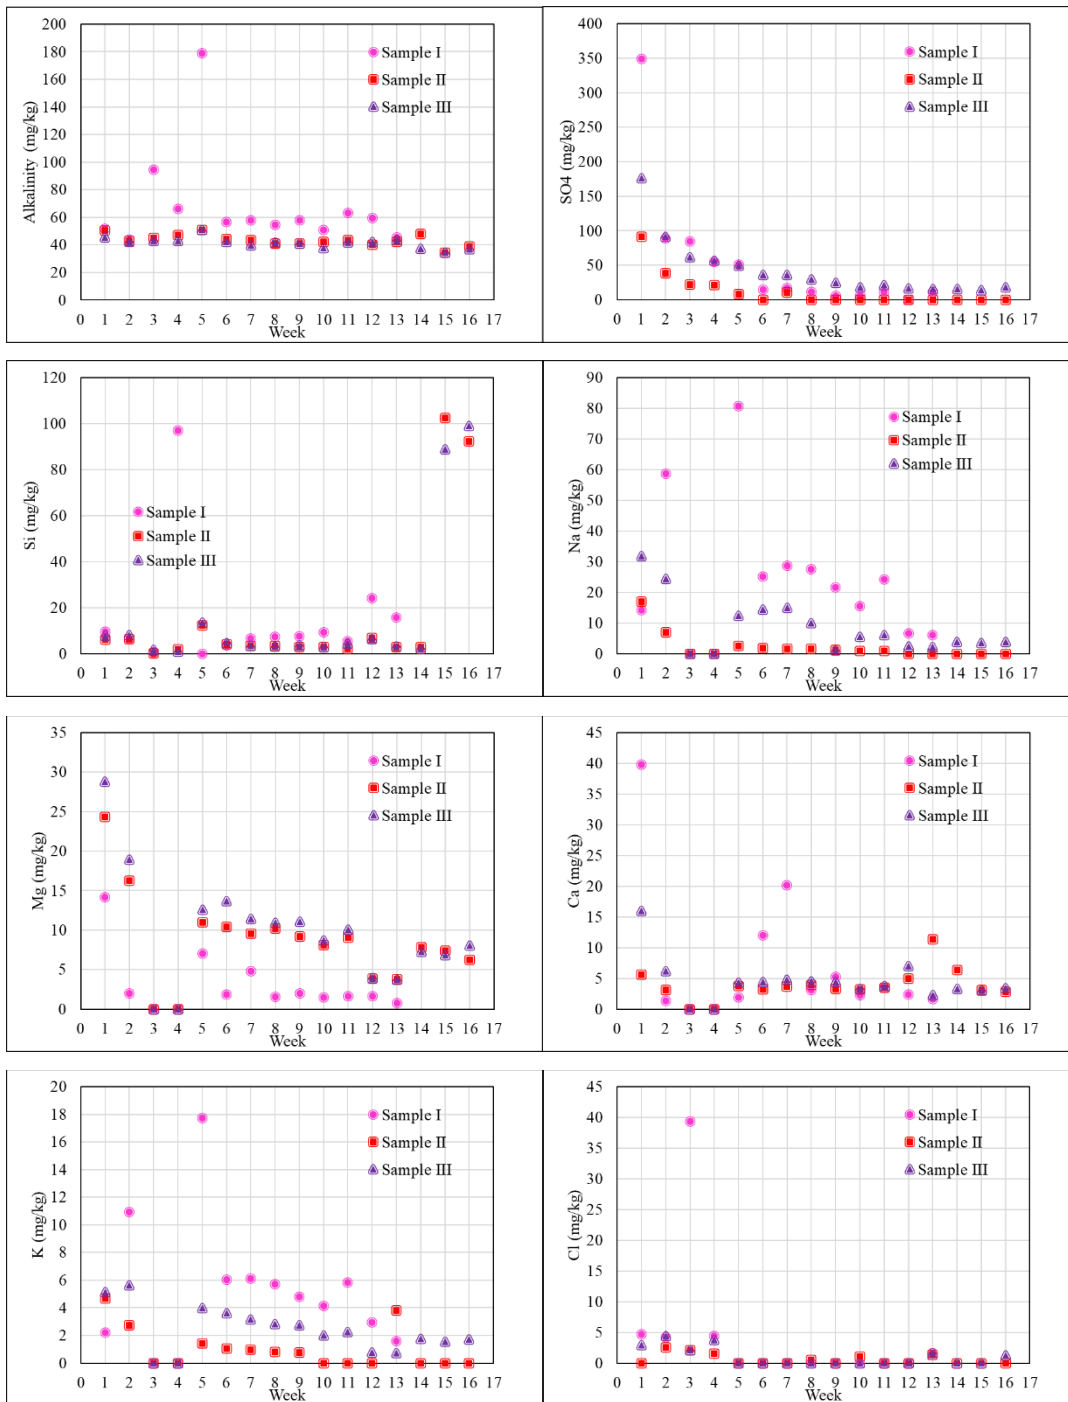 200
180
160
140
120
100
80
60
40
20
0
Alkalinity (mg/kg)
Sample I
Sample II
Sample III
0 1 2 3 4 5 6 7 8 9 10 11 12 13 14 15 16 17
Week
400
350
300
250
200
150
100
50
0
SO4 (mg/kg)
Sample I
Sample II
Sample III
0 1 2 3 4 5 6 7 8 9 10 11 12 13 14 15 16 17
Week
120
100
80
60
40
20
0
Si (mg/kg)
Sample I
Sample II
Sample III
0 1 2 3 4 5 6 7 8 9 10 11 12 13 14 15 16 17
Week
90
80
70
60
50
40
30
20
10
0
Na (mg/kg)
Sample I
Sample II
Sample III
0 1 2 3 4 5 6 7 8 9 10 11 12 13 14 15 16 17
Week
35
30
25
20
15
10
5
0
Mg (mg/kg)
Sample I
Sample II
Sample III
0 1 2 3 4 5 6 7 8 9 10 11 12 13 14 15 16 17
Week
45
40
35
30
25
20
15
10
5
0
Ca (mg/kg)
Sample I
Sample II
Sample III
0 1 2 3 4 5 6 7 8 9 10 11 12 13 14 15 16 17
Week
20
18
16
14
12
10
8
6
4
2
0
K (mg/kg)
Sample I
Sample II
Sample III
0 1 2 3 4 5 6 7 8 9 10 11 12 13 14 15 16 17
Week
45
40
35
30
25
20
15
10
5
0
Cl (mg/kg)
Sample I
Sample II
Sample III
0 1 2 3 4 5 6 7 8 9 10 11 12 13 14 15 16 17
Week